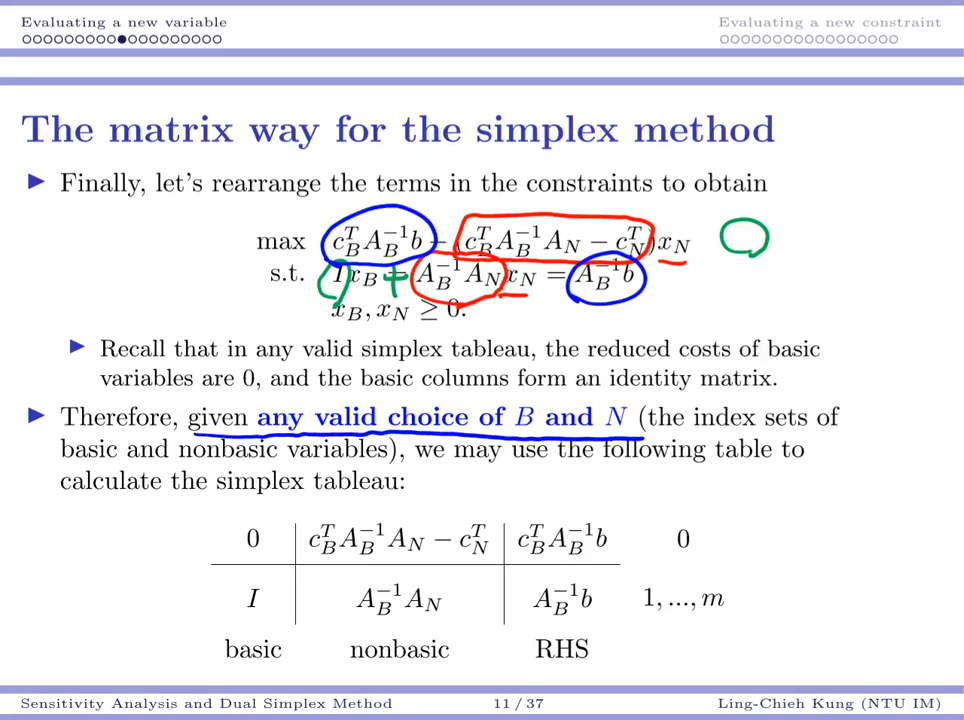 Evaluating a new variable
Evaluating a new constraint
The matrix way for the simplex method
Finally, let's rearrange the terms in the constraints to obtain
max c_B^T A_B^{-1} b − (c_B^T A_B^{-1} A_N − c_N^T) x_N
s.t. I x_B + A_B^{-1} A_N x_N = A_B^{-1} b
x_B, x_N ≥ 0.
Recall that in any valid simplex tableau, the reduced costs of basic
variables are 0, and the basic columns form an identity matrix.
Therefore, given any valid choice of B and N (the index sets of
basic and nonbasic variables), we may use the following table to
calculate the simplex tableau:
0 c_B^T A_B^{-1} A_N − c_N^T c_B^T A_B^{-1} b 0
I A_B^{-1} A_N A_B^{-1} b 1, ..., m
basic nonbasic RHS
Sensitivity Analysis and Dual Simplex Method 11 / 37 Ling-Chieh Kung (NTU IM)